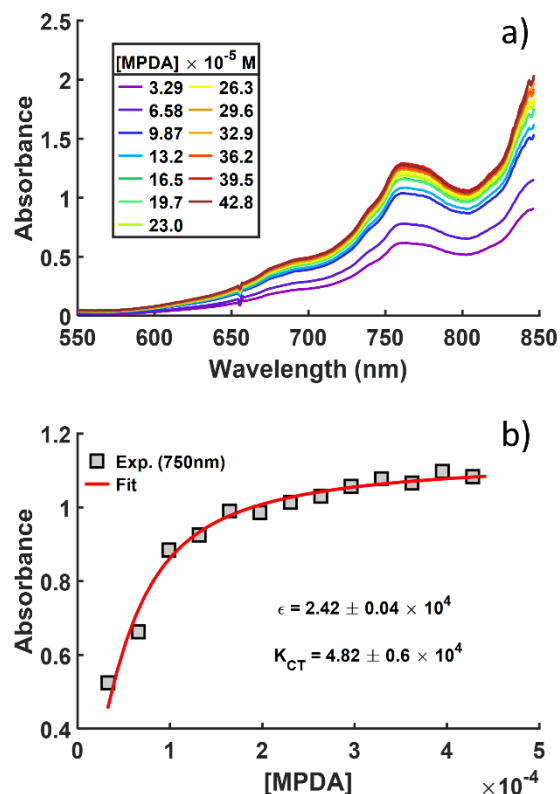 a)
2.5
2
1.5
1
0.5
0
Absorbance
[MPDA] × 10⁻⁵ M
3.29 26.3
6.58 29.6
9.87 32.9
13.2 36.2
16.5 39.5
19.7 42.8
23.0
550 600 650 700 750 800 850
Wavelength (nm)
b)
1.2
1
0.8
0.6
0.4
Absorbance
Exp. (750nm)
Fit
ϵ = 2.42 ± 0.04 × 10⁴
K_CT = 4.82 ± 0.6 × 10⁴
0 1 2 3 4 5
[MPDA] ×10⁻⁴